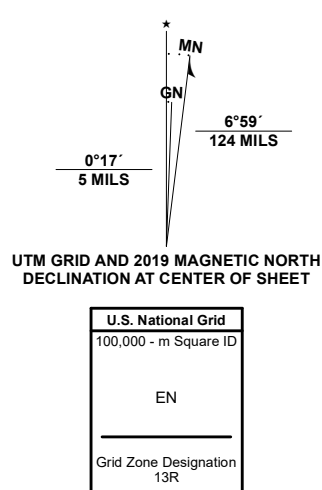 MN
GN
6°59´
124 MILS
0°17´
5 MILS
UTM GRID AND 2019 MAGNETIC NORTH
DECLINATION AT CENTER OF SHEET
U.S. National Grid
100,000 - m Square ID
EN
Grid Zone Designation
13R